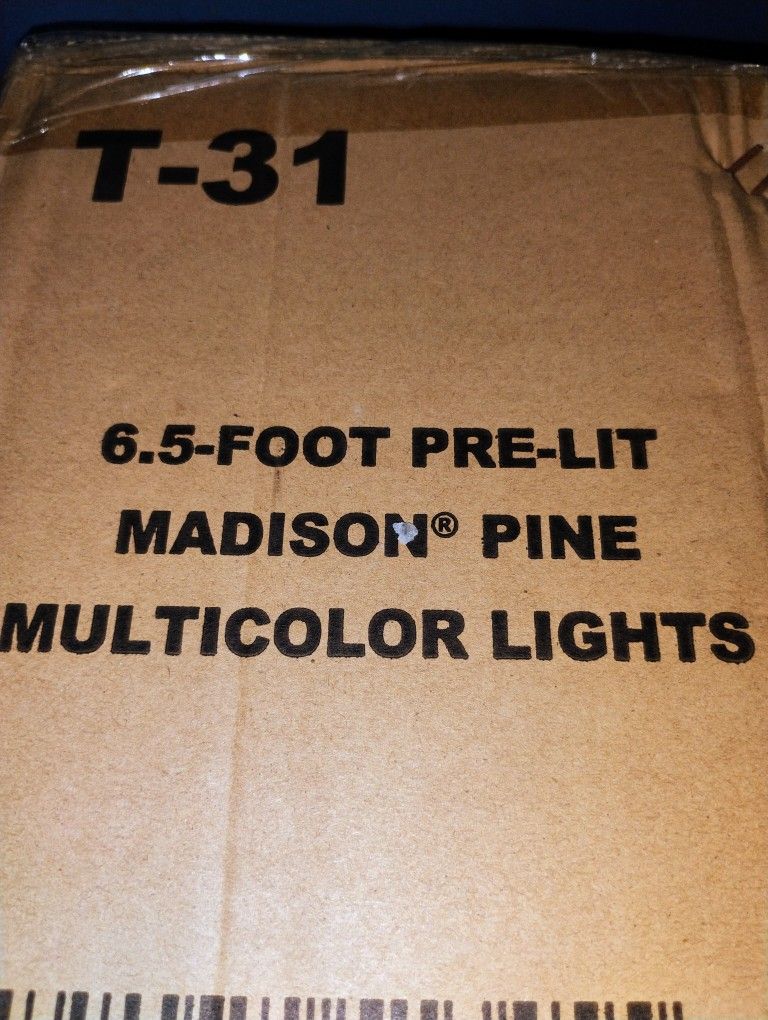 T-31
6.5-FOOT PRE-LIT
MADISON® PINE
MULTICOLOR LIGHTS